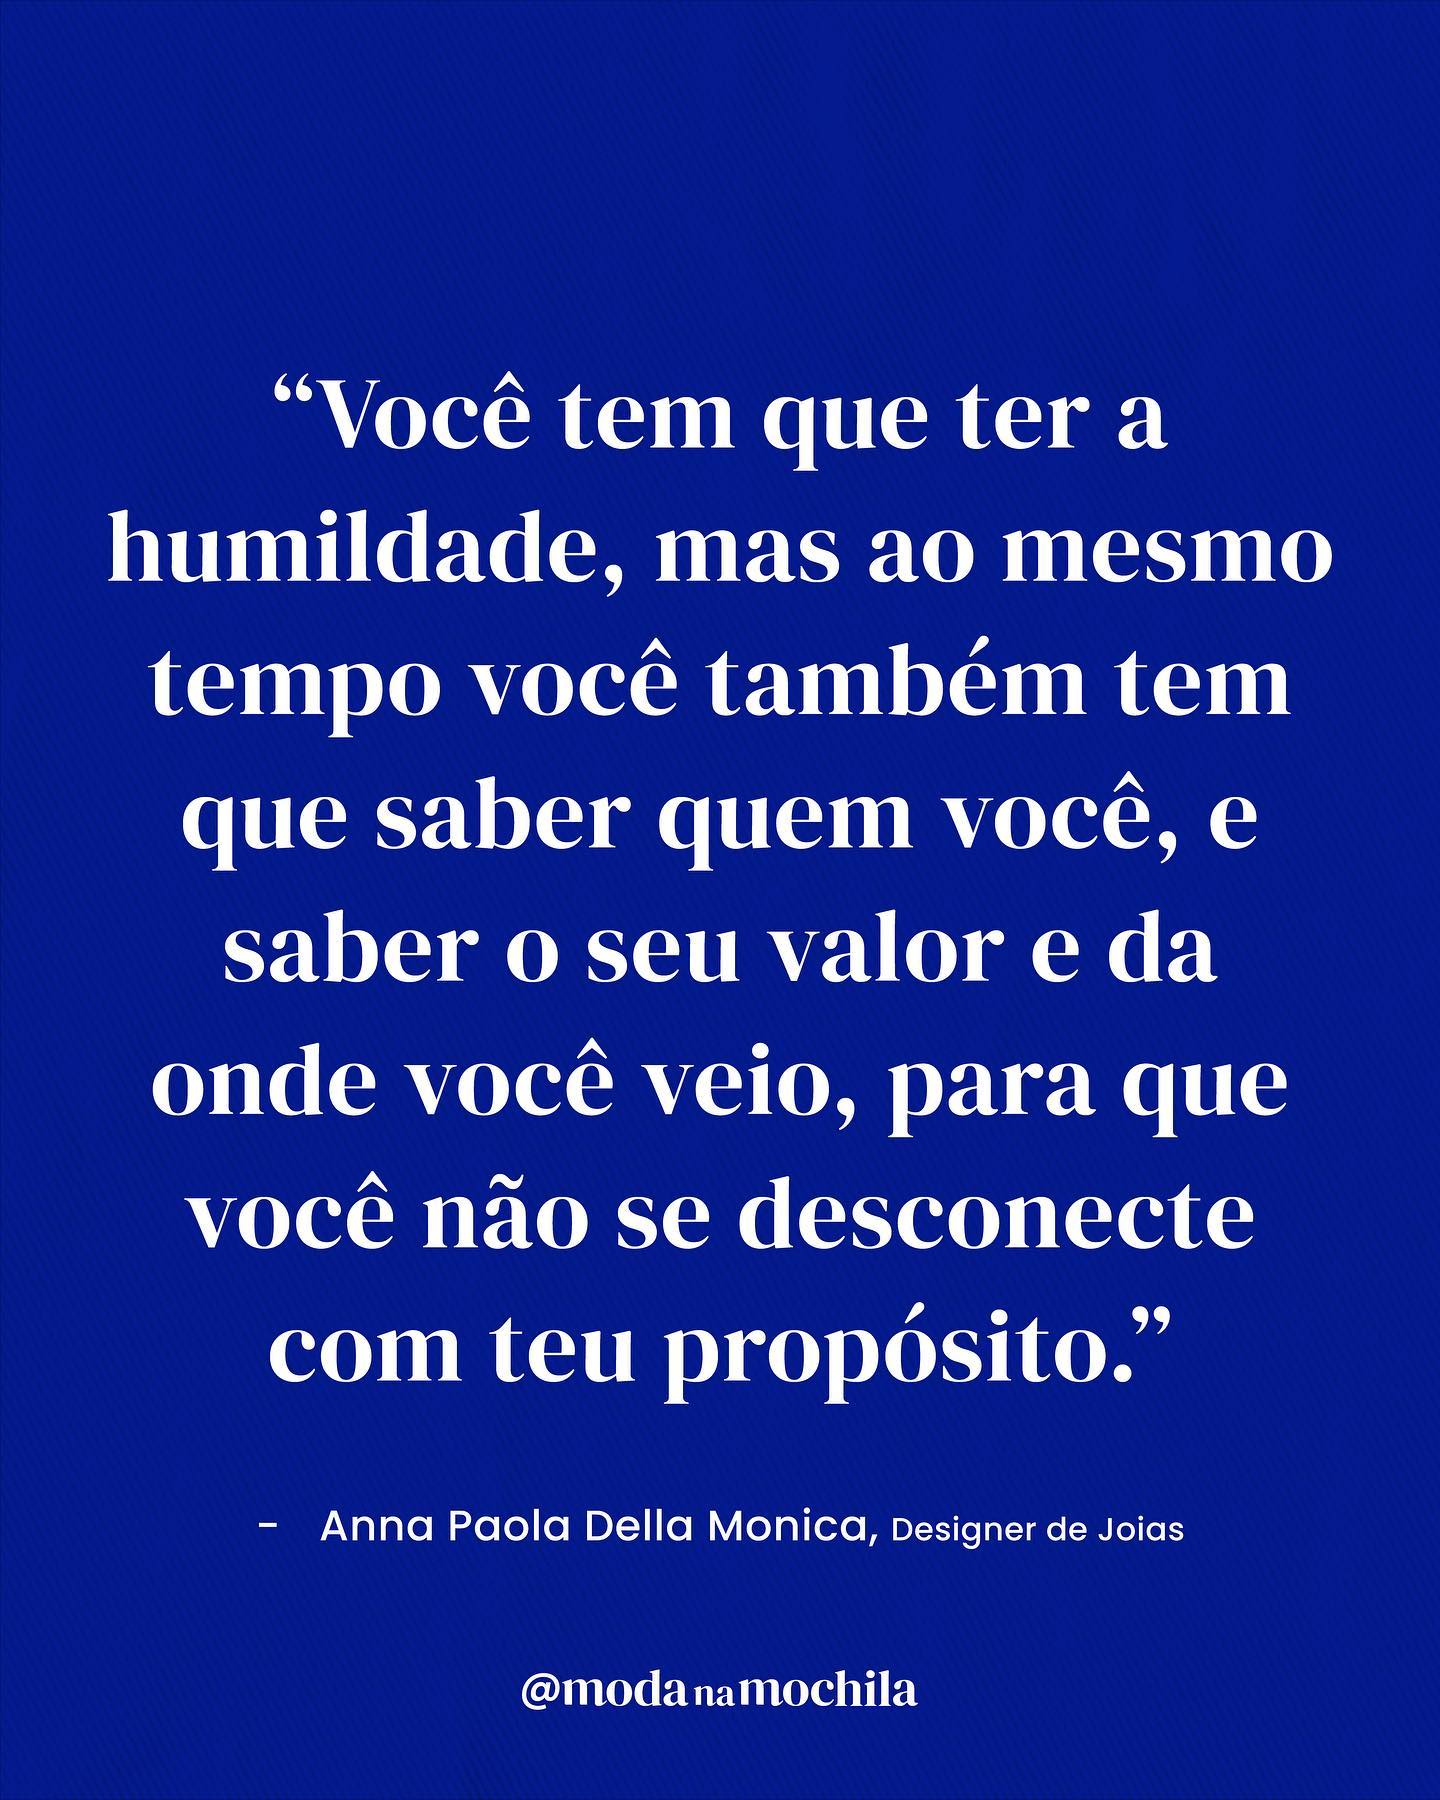 “Você tem que ter a
humildade, mas ao mesmo
tempo você também tem
que saber quem você, e
saber o seu valor e da
onde você veio, para que
você não se desconecte
com teu propósito.”
- Anna Paola Della Monica, Designer de Joias
@modanamochila